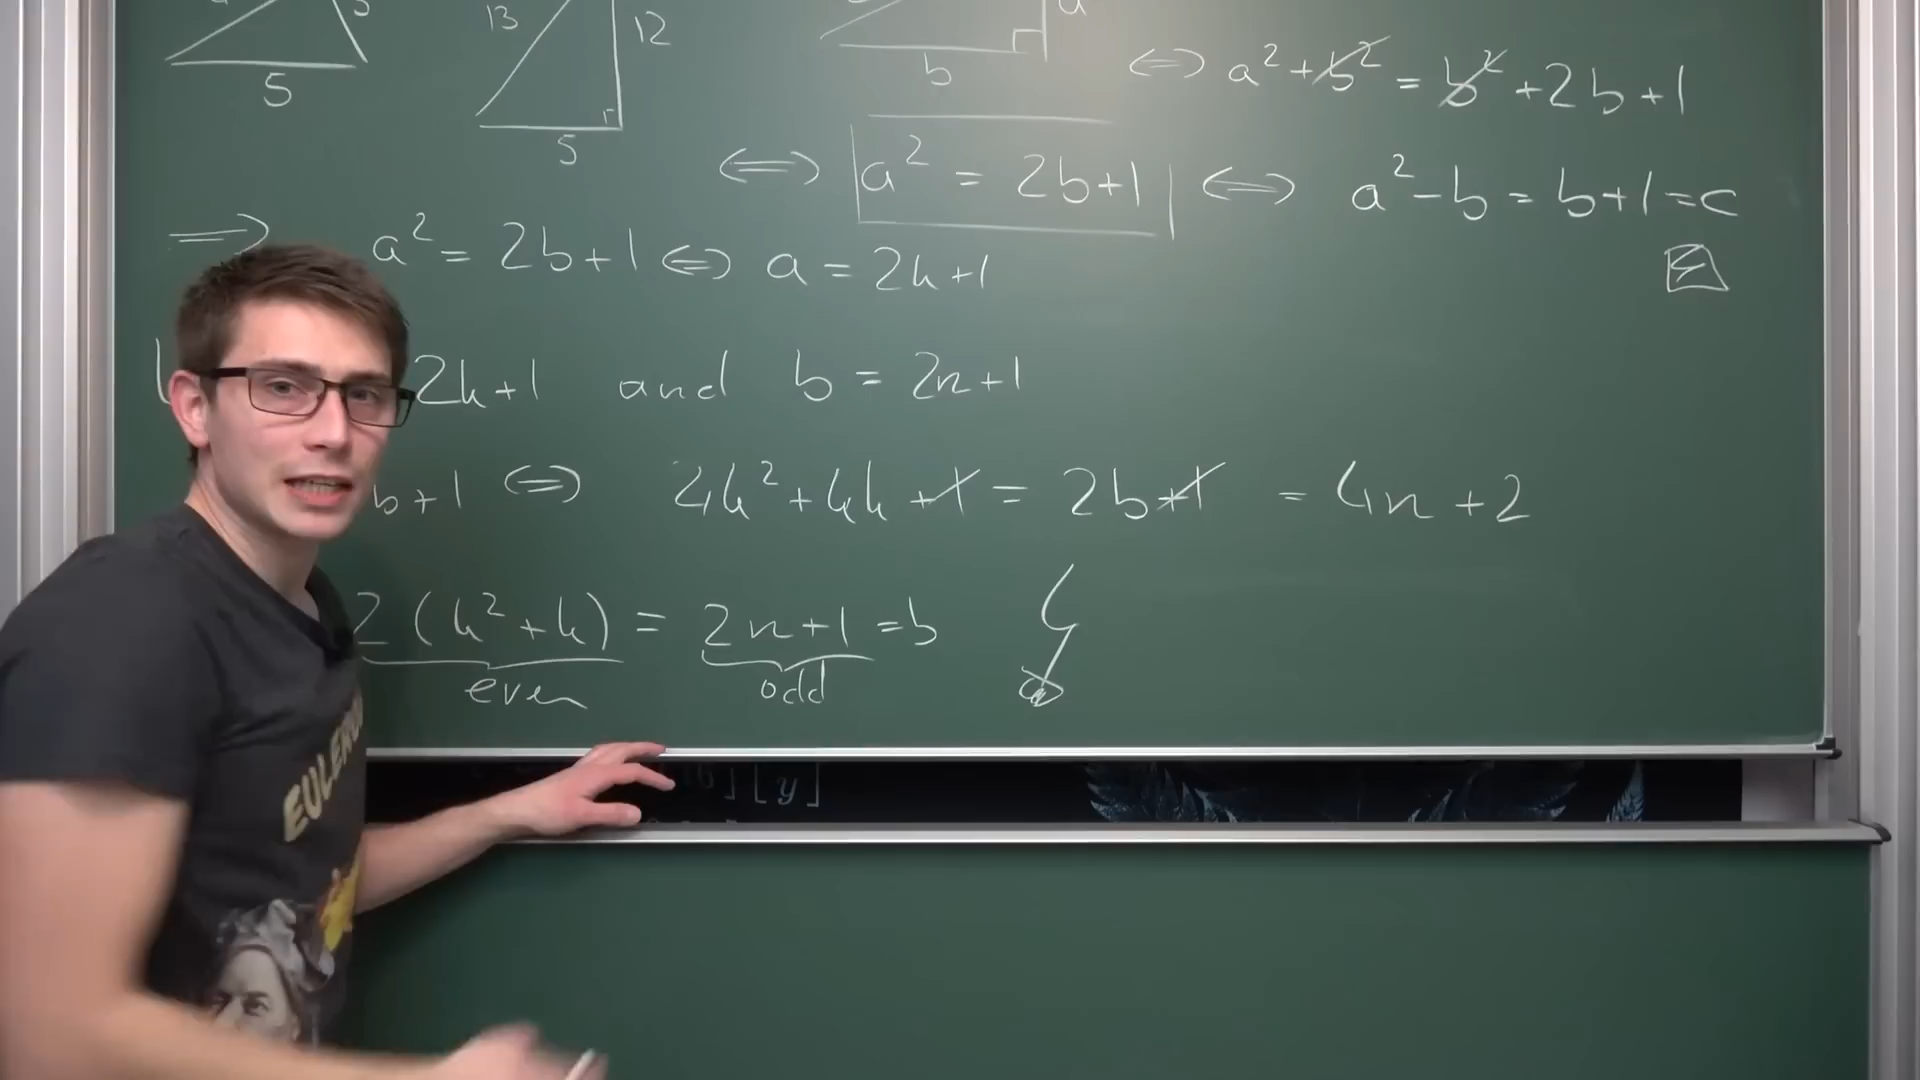 13 12 a
5 5 b
⟺ a² + b² = b² + 2b + 1
⟺ a² = 2b+1 ⟺ a² - b = b+1 = c
⟹ a² = 2b+1 ⟺ a = 2k+1
2k+1 and b = 2n+1
b+1 ⟺ 4k² + 4k + 1 = 2b+1 = 4n+2
2(k²+k) = 2n+1 = b
even odd
[y]
EULER